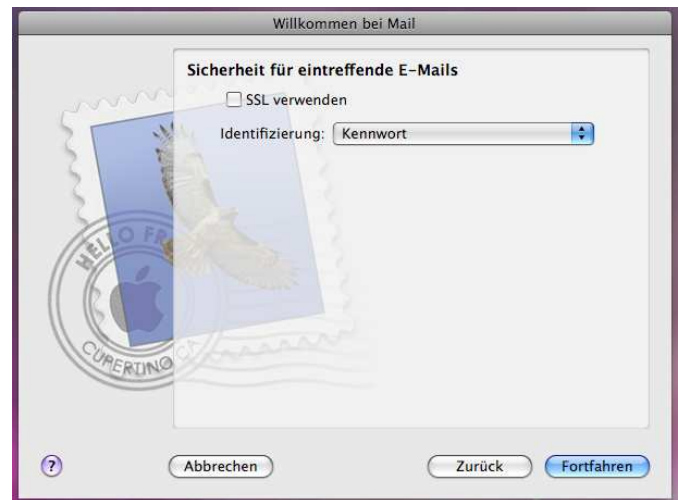 Willkommen bei Mail
Sicherheit für eintreffende E-Mails
SSL verwenden
Identifizierung: Kennwort
HELLO FR
CUPERTINO CA
?
Abbrechen Zurück Fortfahren